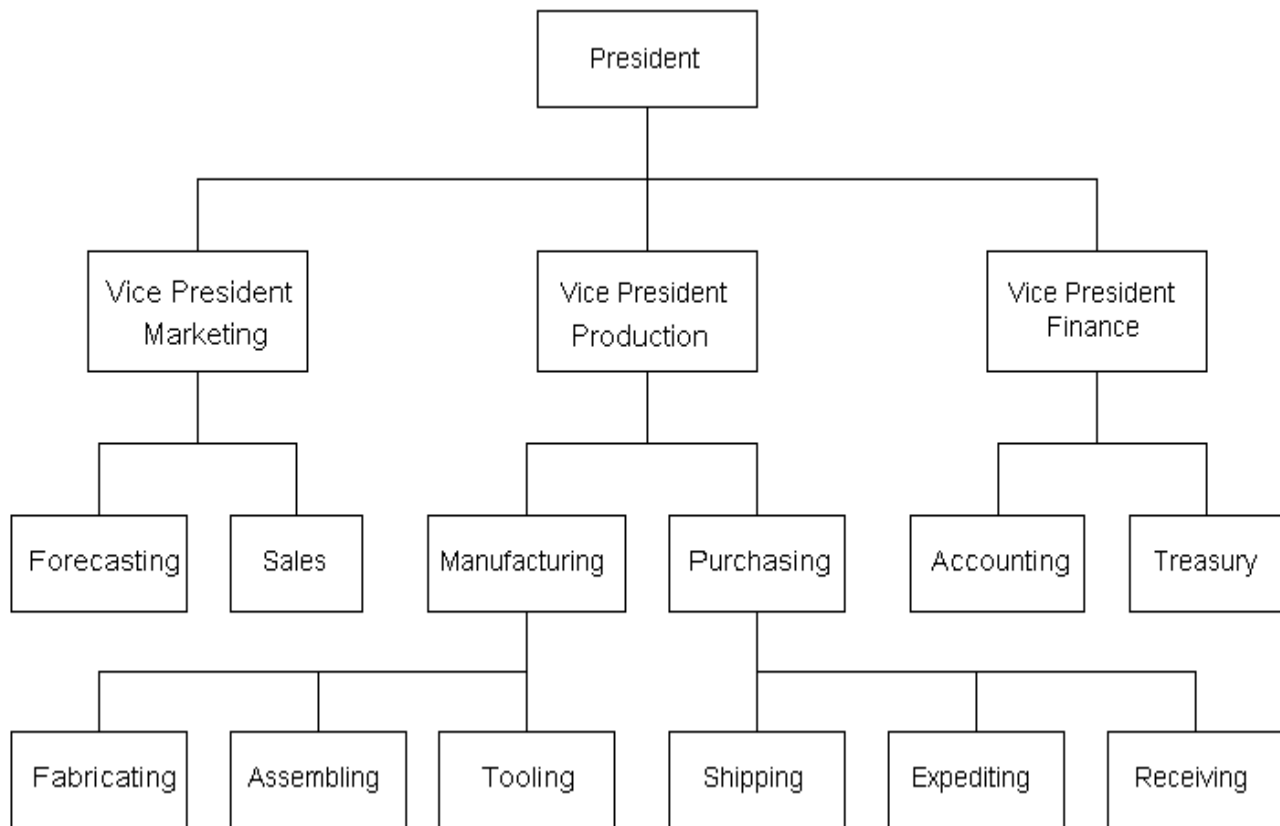 President
Vice President
Marketing
Vice President
Production
Vice President
Finance
Forecasting
Sales
Manufacturing
Purchasing
Accounting
Treasury
Fabricating
Assembling
Tooling
Shipping
Expediting
Receiving